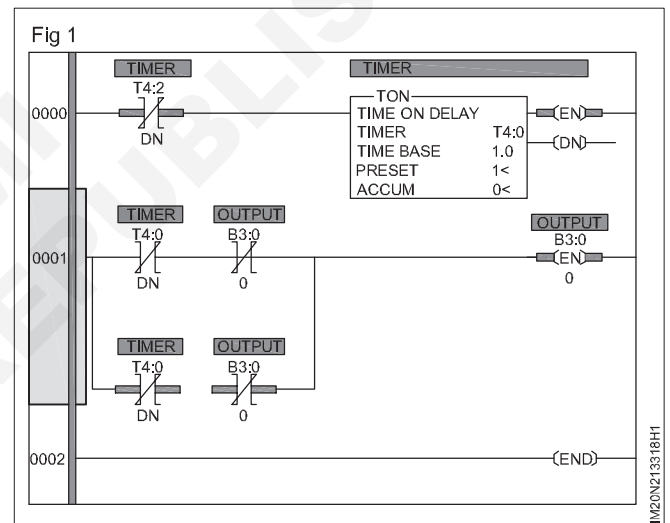 Fig 1
TIMER
TIMER
T4:2
TON
0000
EN
TIME ON DELAY
DN
TIMER T4:0
DN
TIME BASE 1.0
PRESET 1<
ACCUM 0<
TIMER OUTPUT
OUTPUT
T4:0 B3:0
B3:0
0001
EN
DN 0
0
TIMER OUTPUT
T4:0 B3:0
DN 0
0002
END
IM20N213318H1